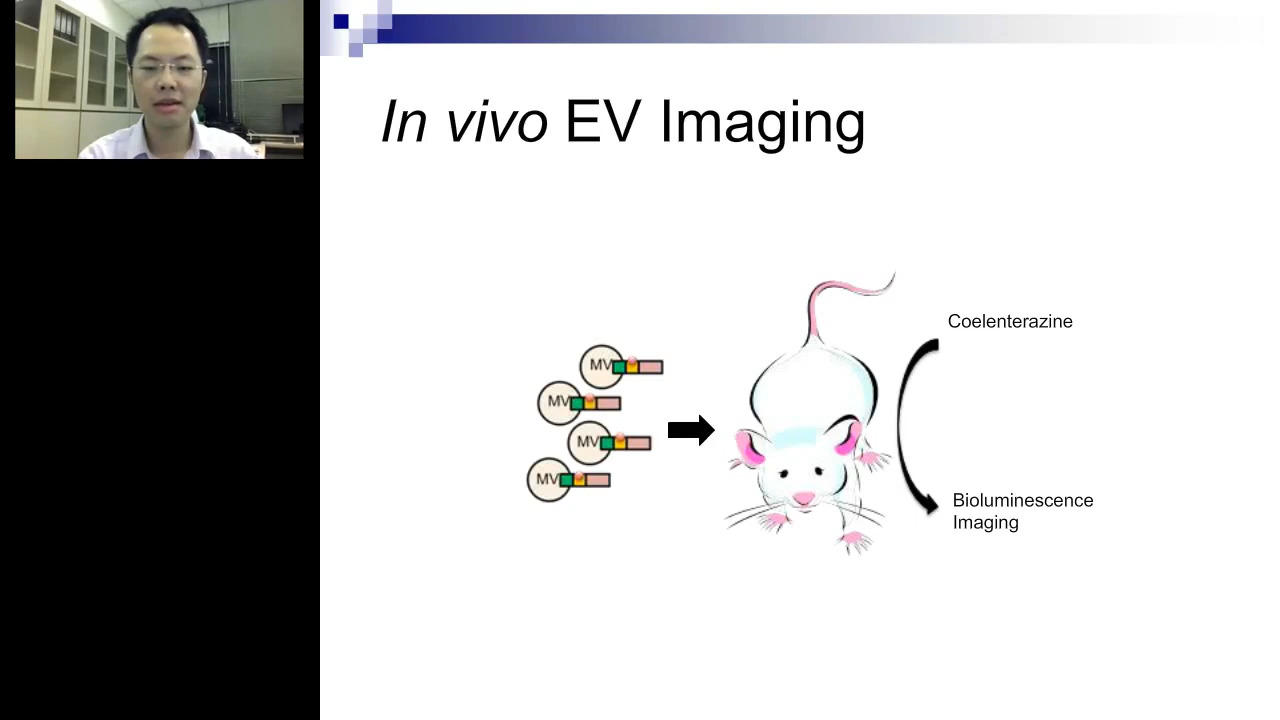 In vivo EV Imaging
Coelenterazine
MV
MV
MV
MV
Bioluminescence
Imaging